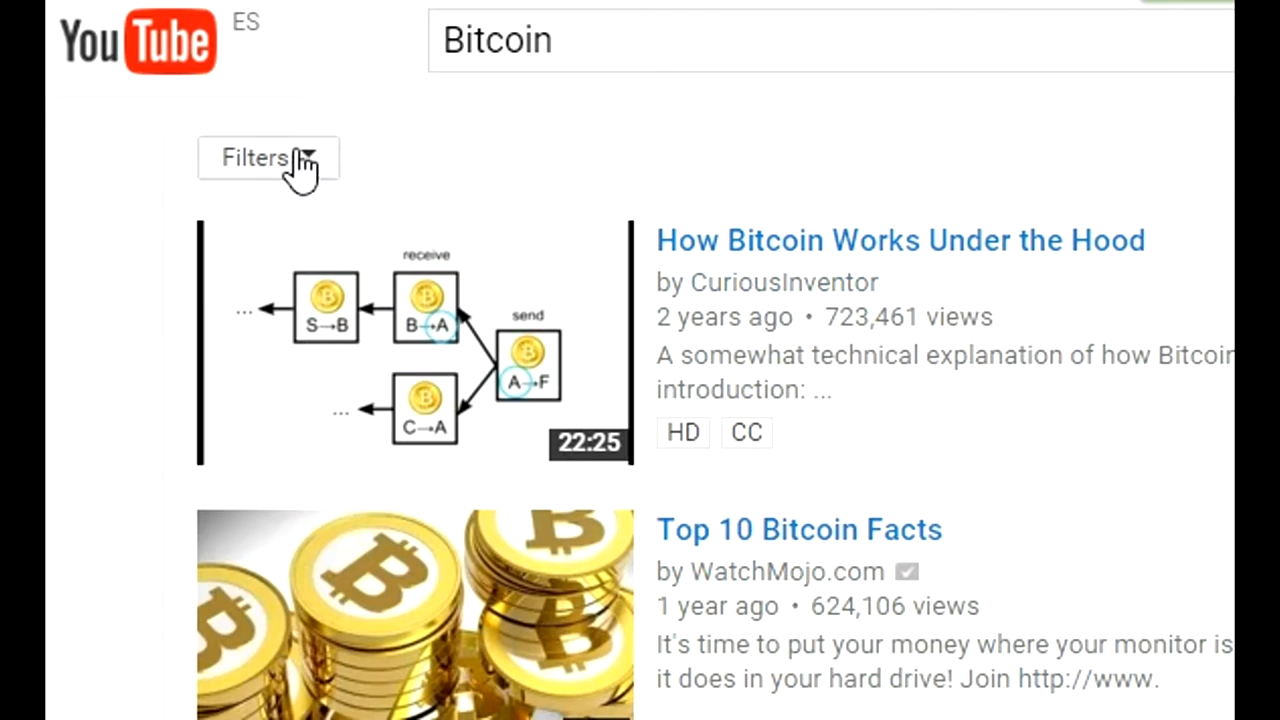 YouTube ES
Bitcoin
Filters
How Bitcoin Works Under the Hood
by CuriousInventor
2 years ago • 723,461 views
A somewhat technical explanation of how Bitcoin
introduction: ...
HD CC
receive
... S→B B→A
send
A→F
... C→A
22:25
Top 10 Bitcoin Facts
by WatchMojo.com
1 year ago • 624,106 views
It's time to put your money where your monitor is
it does in your hard drive! Join http://www.